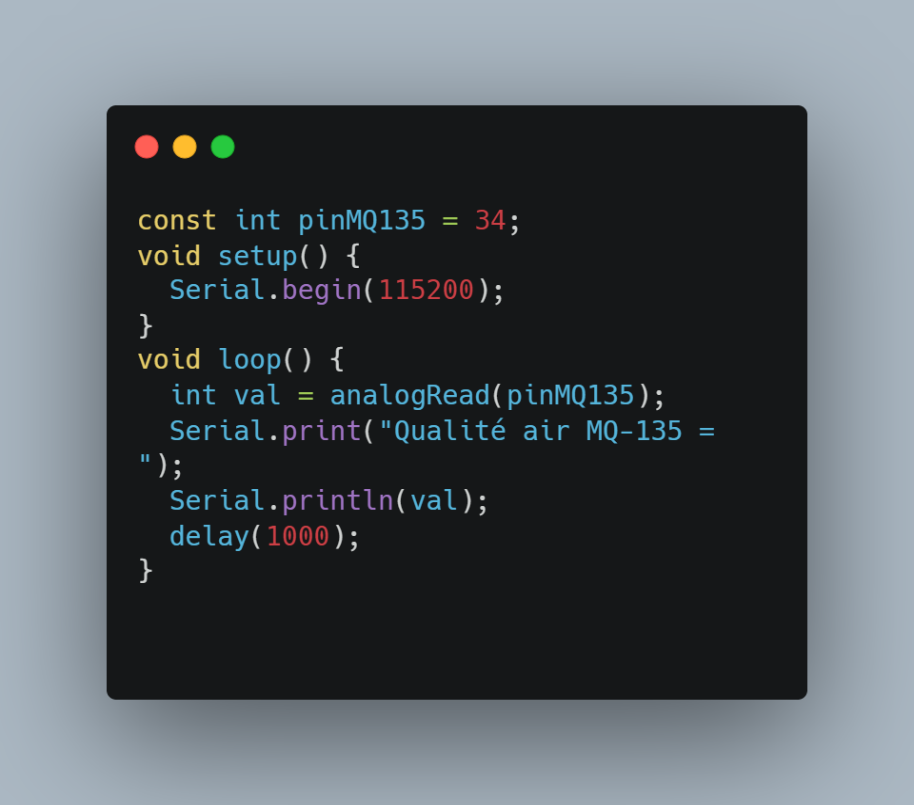 const int pinMQ135 = 34;
void setup() {
  Serial.begin(115200);
}
void loop() {
  int val = analogRead(pinMQ135);
  Serial.print("Qualité air MQ-135 =
");
  Serial.println(val);
  delay(1000);
}